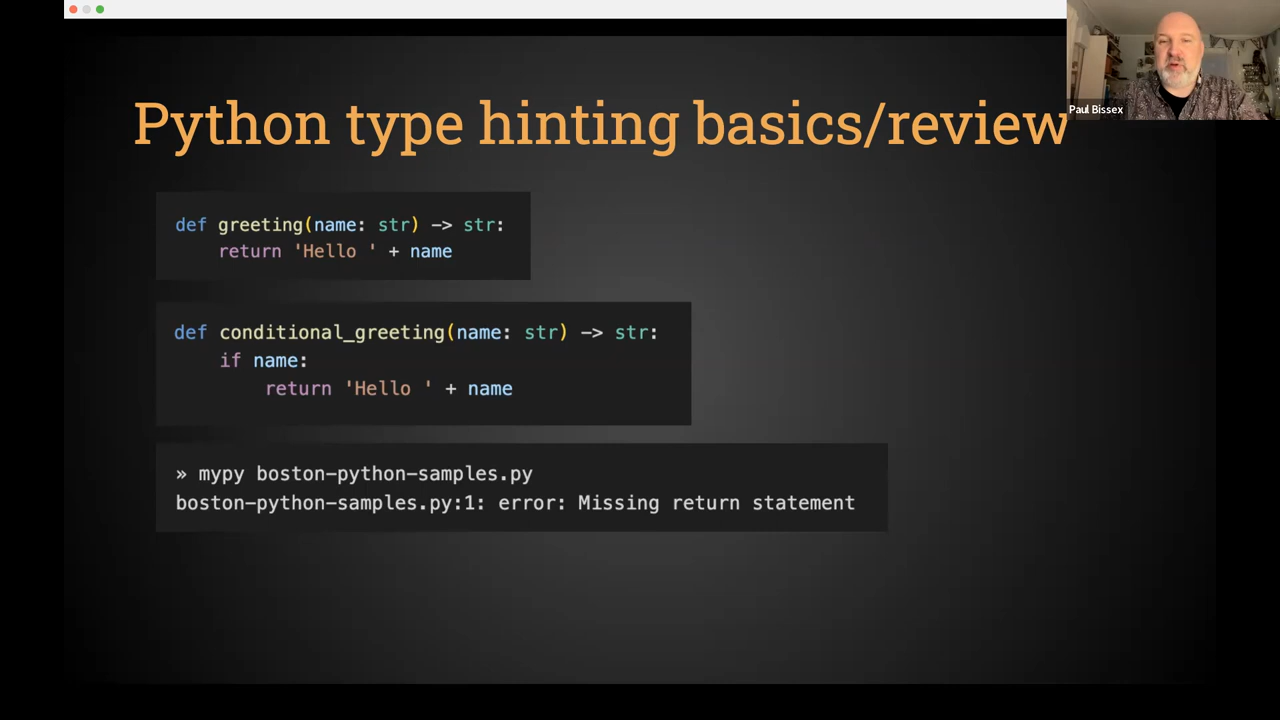 Python type hinting basics/review
Paul Bissex
def greeting(name: str) -> str:
    return 'Hello ' + name
def conditional_greeting(name: str) -> str:
    if name:
        return 'Hello ' + name
» mypy boston-python-samples.py
boston-python-samples.py:1: error: Missing return statement